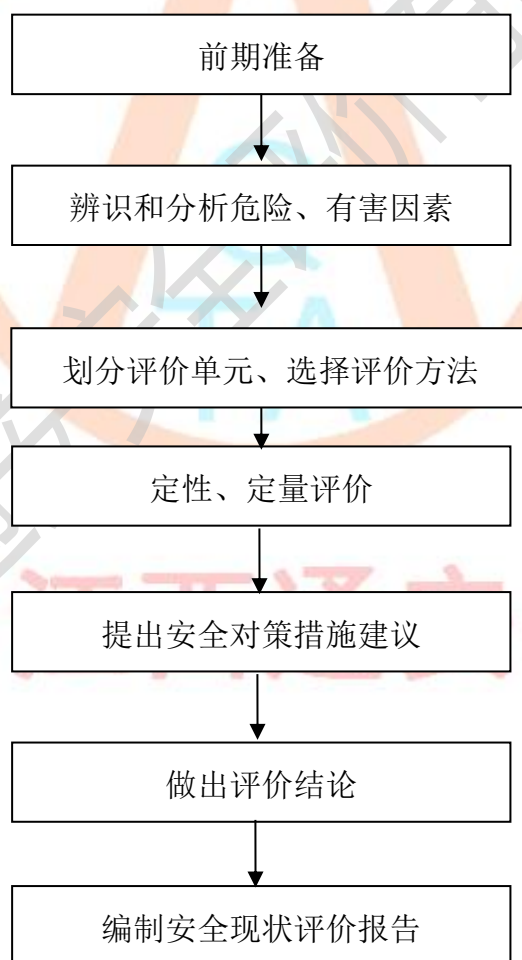 前期准备
辨识和分析危险、有害因素
划分评价单元、选择评价方法
定性、定量评价
提出安全对策措施建议
做出评价结论
编制安全现状评价报告